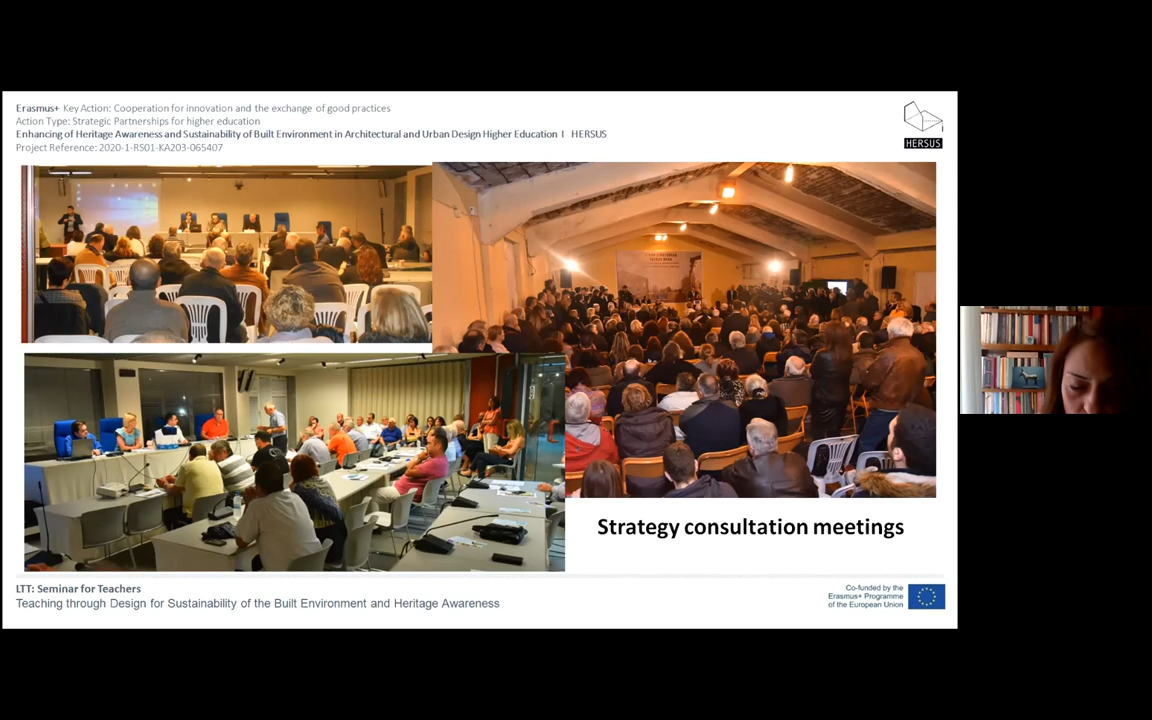 Erasmus+ Key Action: Cooperation for innovation and the exchange of good practices
Action Type: Strategic Partnerships for higher education
Enhancing of Heritage Awareness and Sustainability of Built Environment in Architectural and Urban Design Higher Education I HERSUS
Project Reference: 2020-1-RS01-KA203-065407
HERSUS
Strategy consultation meetings
LTT: Seminar for Teachers
Teaching through Design for Sustainability of the Built Environment and Heritage Awareness
Co-funded by the
Erasmus+ Programme
of the European Union